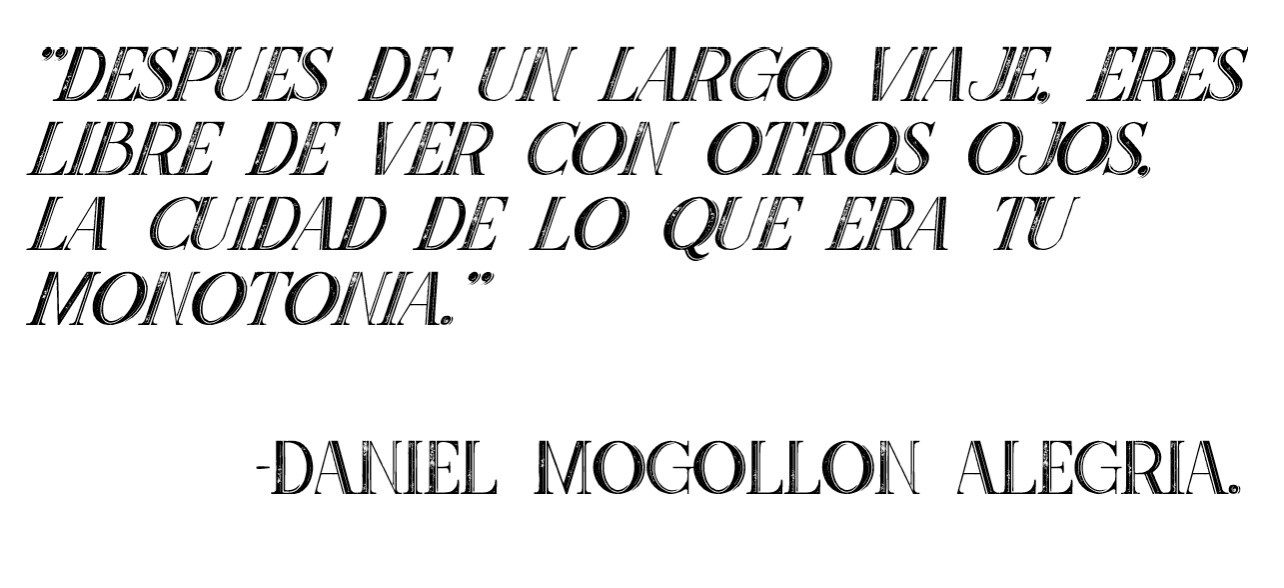 "DESPUES DE UN LARGO VIAJE, ERES
LIBRE DE VER CON OTROS OJOS,
LA CUIDAD DE LO QUE ERA TU
MONOTONIA."
-DANIEL MOGOLLON ALEGRIA.